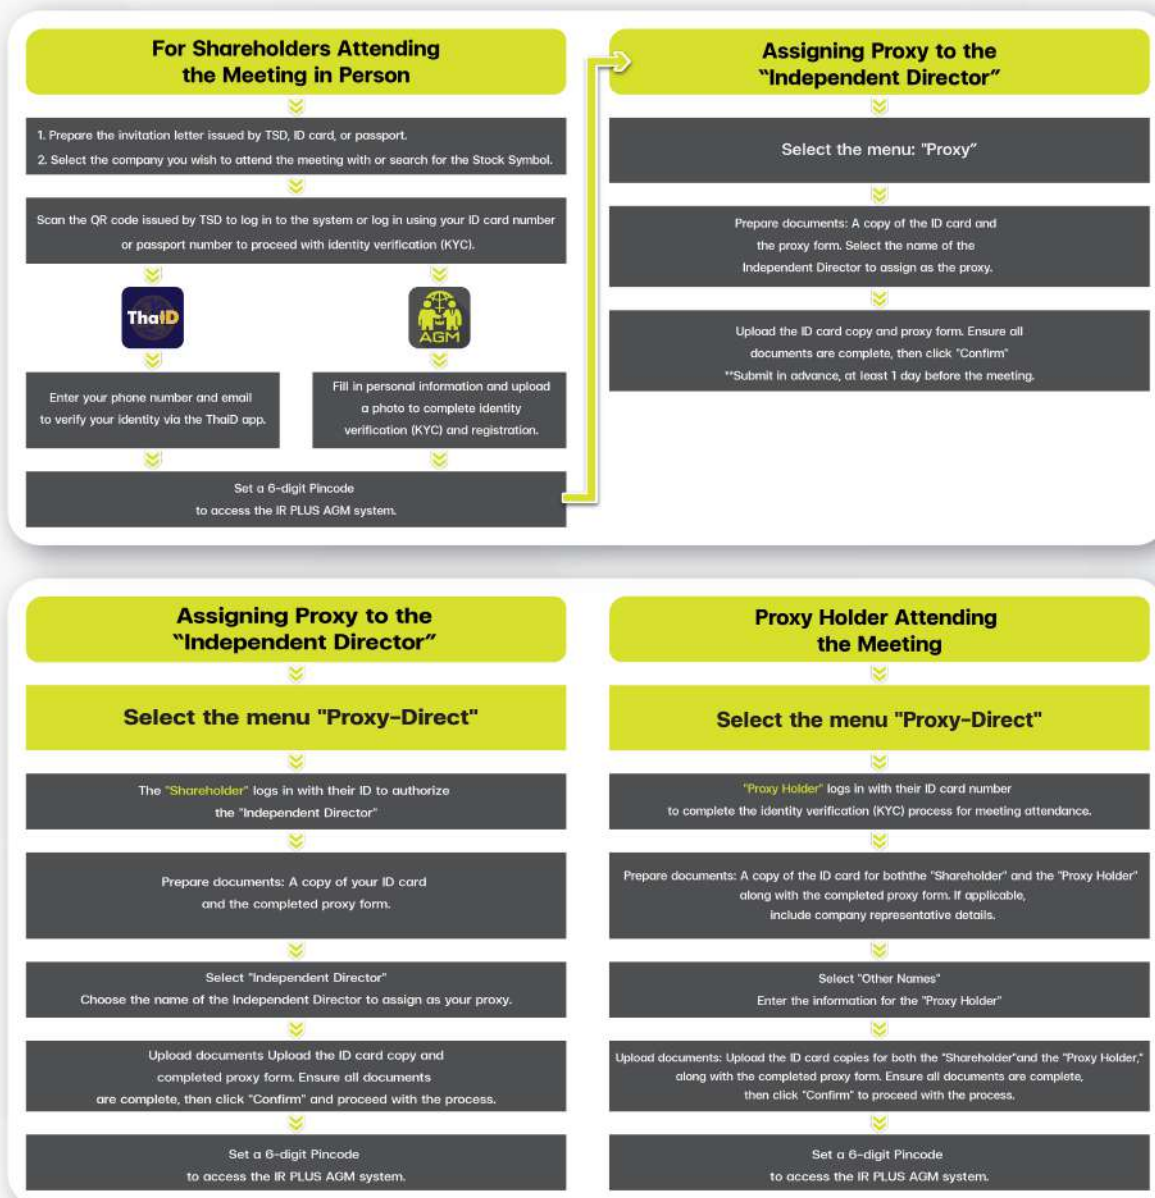 For Shareholders Attending
the Meeting in Person
1. Prepare the invitation letter issued by TSD, ID card, or passport.
2. Select the company you wish to attend the meeting with or search for the Stock Symbol.
Scan the QR code issued by TSD to log in to the system or log in using your ID card number
or passport number to proceed with identity verification (KYC).
ThaiD
AGM
Enter your phone number and email
to verify your identity via the ThaiD app.
Fill in personal information and upload
a photo to complete identity
verification (KYC) and registration.
Set a 6-digit Pincode
to access the IR PLUS AGM system.
Assigning Proxy to the
"Independent Director"
Select the menu: "Proxy"
Prepare documents: A copy of the ID card and
the proxy form. Select the name of the
Independent Director to assign as the proxy.
Upload the ID card copy and proxy form. Ensure all
documents are complete, then click "Confirm"
**Submit in advance, at least 1 day before the meeting.
Assigning Proxy to the
"Independent Director"
Select the menu "Proxy-Direct"
The "Shareholder" logs in with their ID to authorize
the "Independent Director"
Prepare documents: A copy of your ID card
and the completed proxy form.
Select "Independent Director"
Choose the name of the Independent Director to assign as your proxy.
Upload documents Upload the ID card copy and
completed proxy form. Ensure all documents
are complete, then click "Confirm" and proceed with the process.
Set a 6-digit Pincode
to access the IR PLUS AGM system.
Proxy Holder Attending
the Meeting
Select the menu "Proxy-Direct"
"Proxy Holder" logs in with their ID card number
to complete the identity verification (KYC) process for meeting attendance.
Prepare documents: A copy of the ID card for boththe "Shareholder" and the "Proxy Holder"
along with the completed proxy form. If applicable,
include company representative details.
Select "Other Names"
Enter the information for the "Proxy Holder"
Upload documents: Upload the ID card copies for both the "Shareholder"and the "Proxy Holder,"
along with the completed proxy form. Ensure all documents are complete,
then click "Confirm" to proceed with the process.
Set a 6-digit Pincode
to access the IR PLUS AGM system.